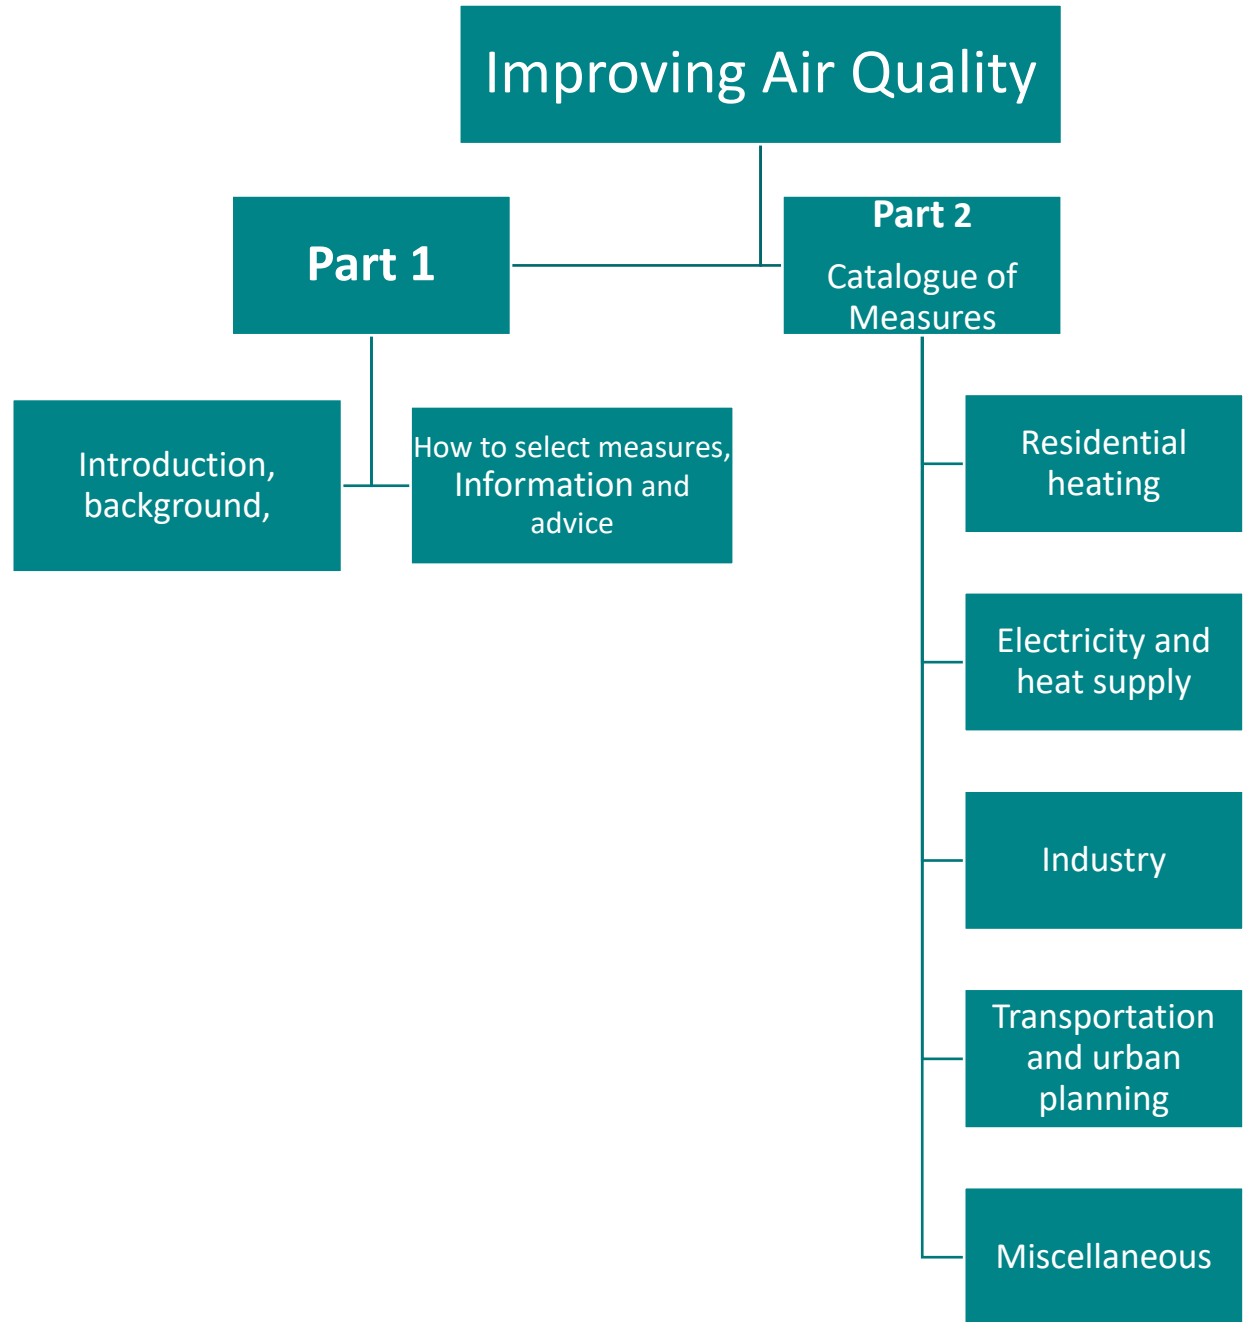 Improving Air Quality
Part 1
Part 2
Catalogue of
Measures
Introduction,
background,
How to select measures,
Information and
advice
Residential
heating
Electricity and
heat supply
Industry
Transportation
and urban
planning
Miscellaneous